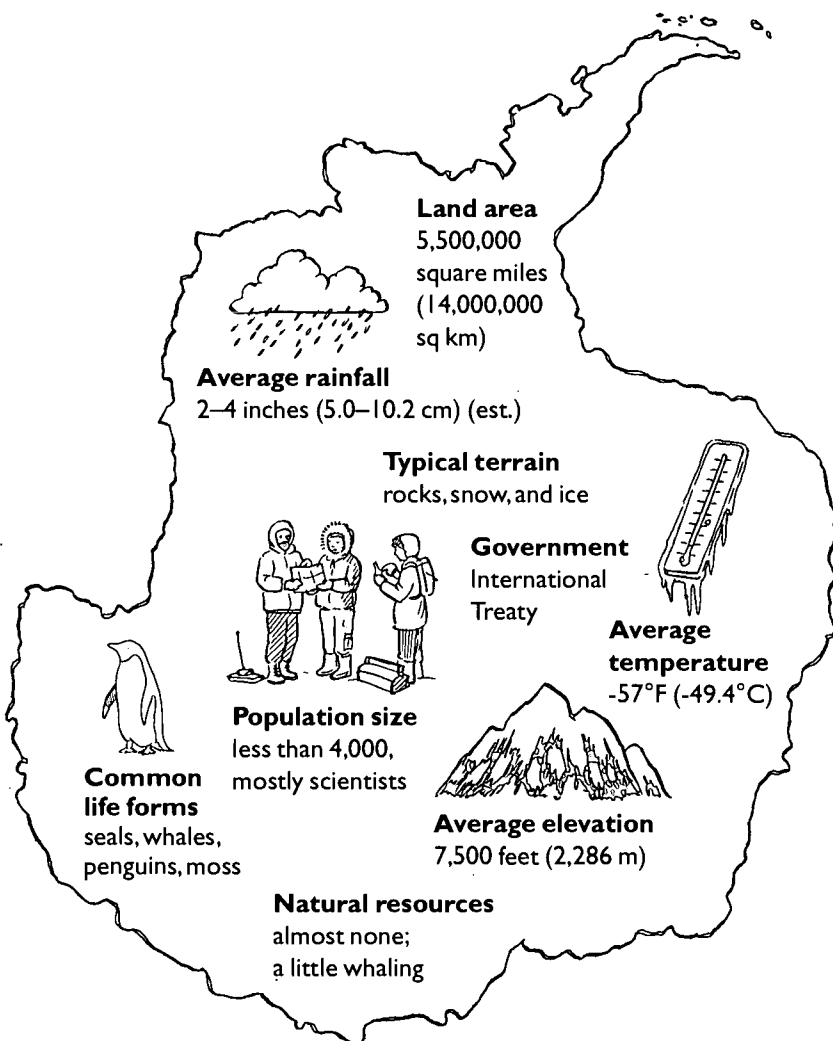 Land area
5,500,000
square miles
(14,000,000
sq km)
Average rainfall
2–4 inches (5.0–10.2 cm) (est.)
Typical terrain
rocks, snow, and ice
Government
International
Treaty
Average
temperature
-57°F (-49.4°C)
Population size
less than 4,000,
mostly scientists
Common
life forms
seals, whales,
penguins, moss
Average elevation
7,500 feet (2,286 m)
Natural resources
almost none;
a little whaling